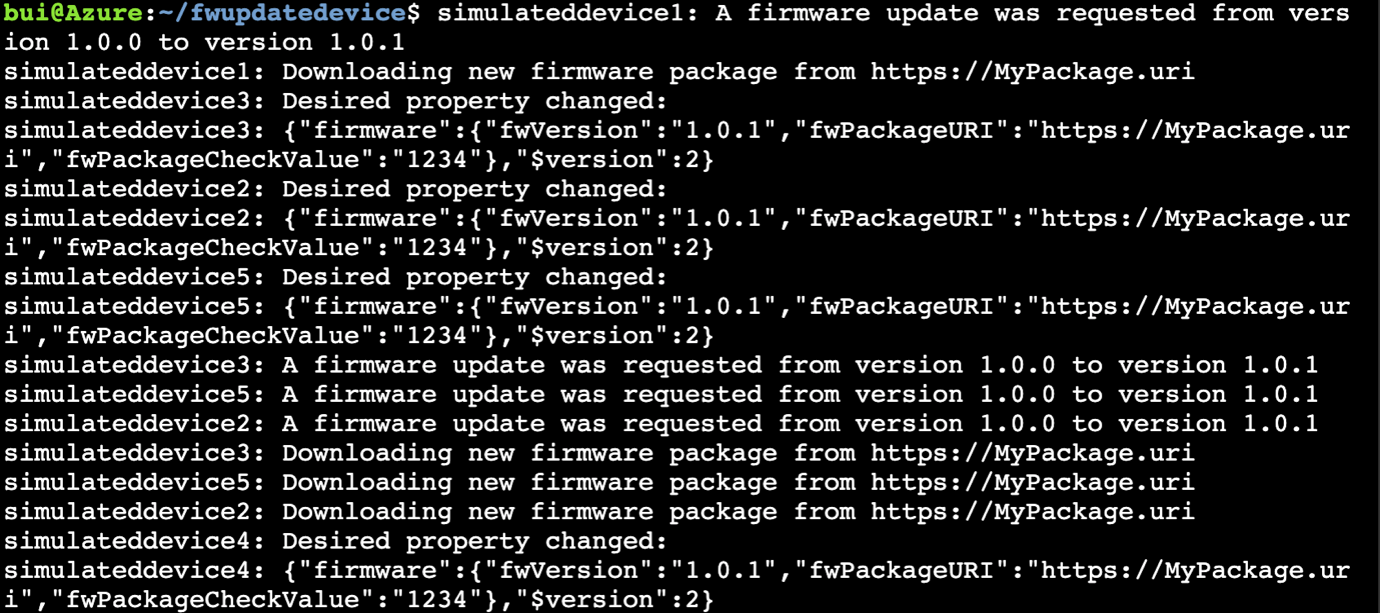 bui@Azure:~/fwupdatedevice$ simulateddevice1: A firmware update was requested from vers
ion 1.0.0 to version 1.0.1
simulateddevice1: Downloading new firmware package from https://MyPackage.uri
simulateddevice3: Desired property changed:
simulateddevice3: {"firmware":{"fwVersion":"1.0.1","fwPackageURI":"https://MyPackage.ur
i","fwPackageCheckValue":"1234"},"$version":2}
simulateddevice2: Desired property changed:
simulateddevice2: {"firmware":{"fwVersion":"1.0.1","fwPackageURI":"https://MyPackage.ur
i","fwPackageCheckValue":"1234"},"$version":2}
simulateddevice5: Desired property changed:
simulateddevice5: {"firmware":{"fwVersion":"1.0.1","fwPackageURI":"https://MyPackage.ur
i","fwPackageCheckValue":"1234"},"$version":2}
simulateddevice3: A firmware update was requested from version 1.0.0 to version 1.0.1
simulateddevice5: A firmware update was requested from version 1.0.0 to version 1.0.1
simulateddevice2: A firmware update was requested from version 1.0.0 to version 1.0.1
simulateddevice3: Downloading new firmware package from https://MyPackage.uri
simulateddevice5: Downloading new firmware package from https://MyPackage.uri
simulateddevice2: Downloading new firmware package from https://MyPackage.uri
simulateddevice4: Desired property changed:
simulateddevice4: {"firmware":{"fwVersion":"1.0.1","fwPackageURI":"https://MyPackage.ur
i","fwPackageCheckValue":"1234"},"$version":2}